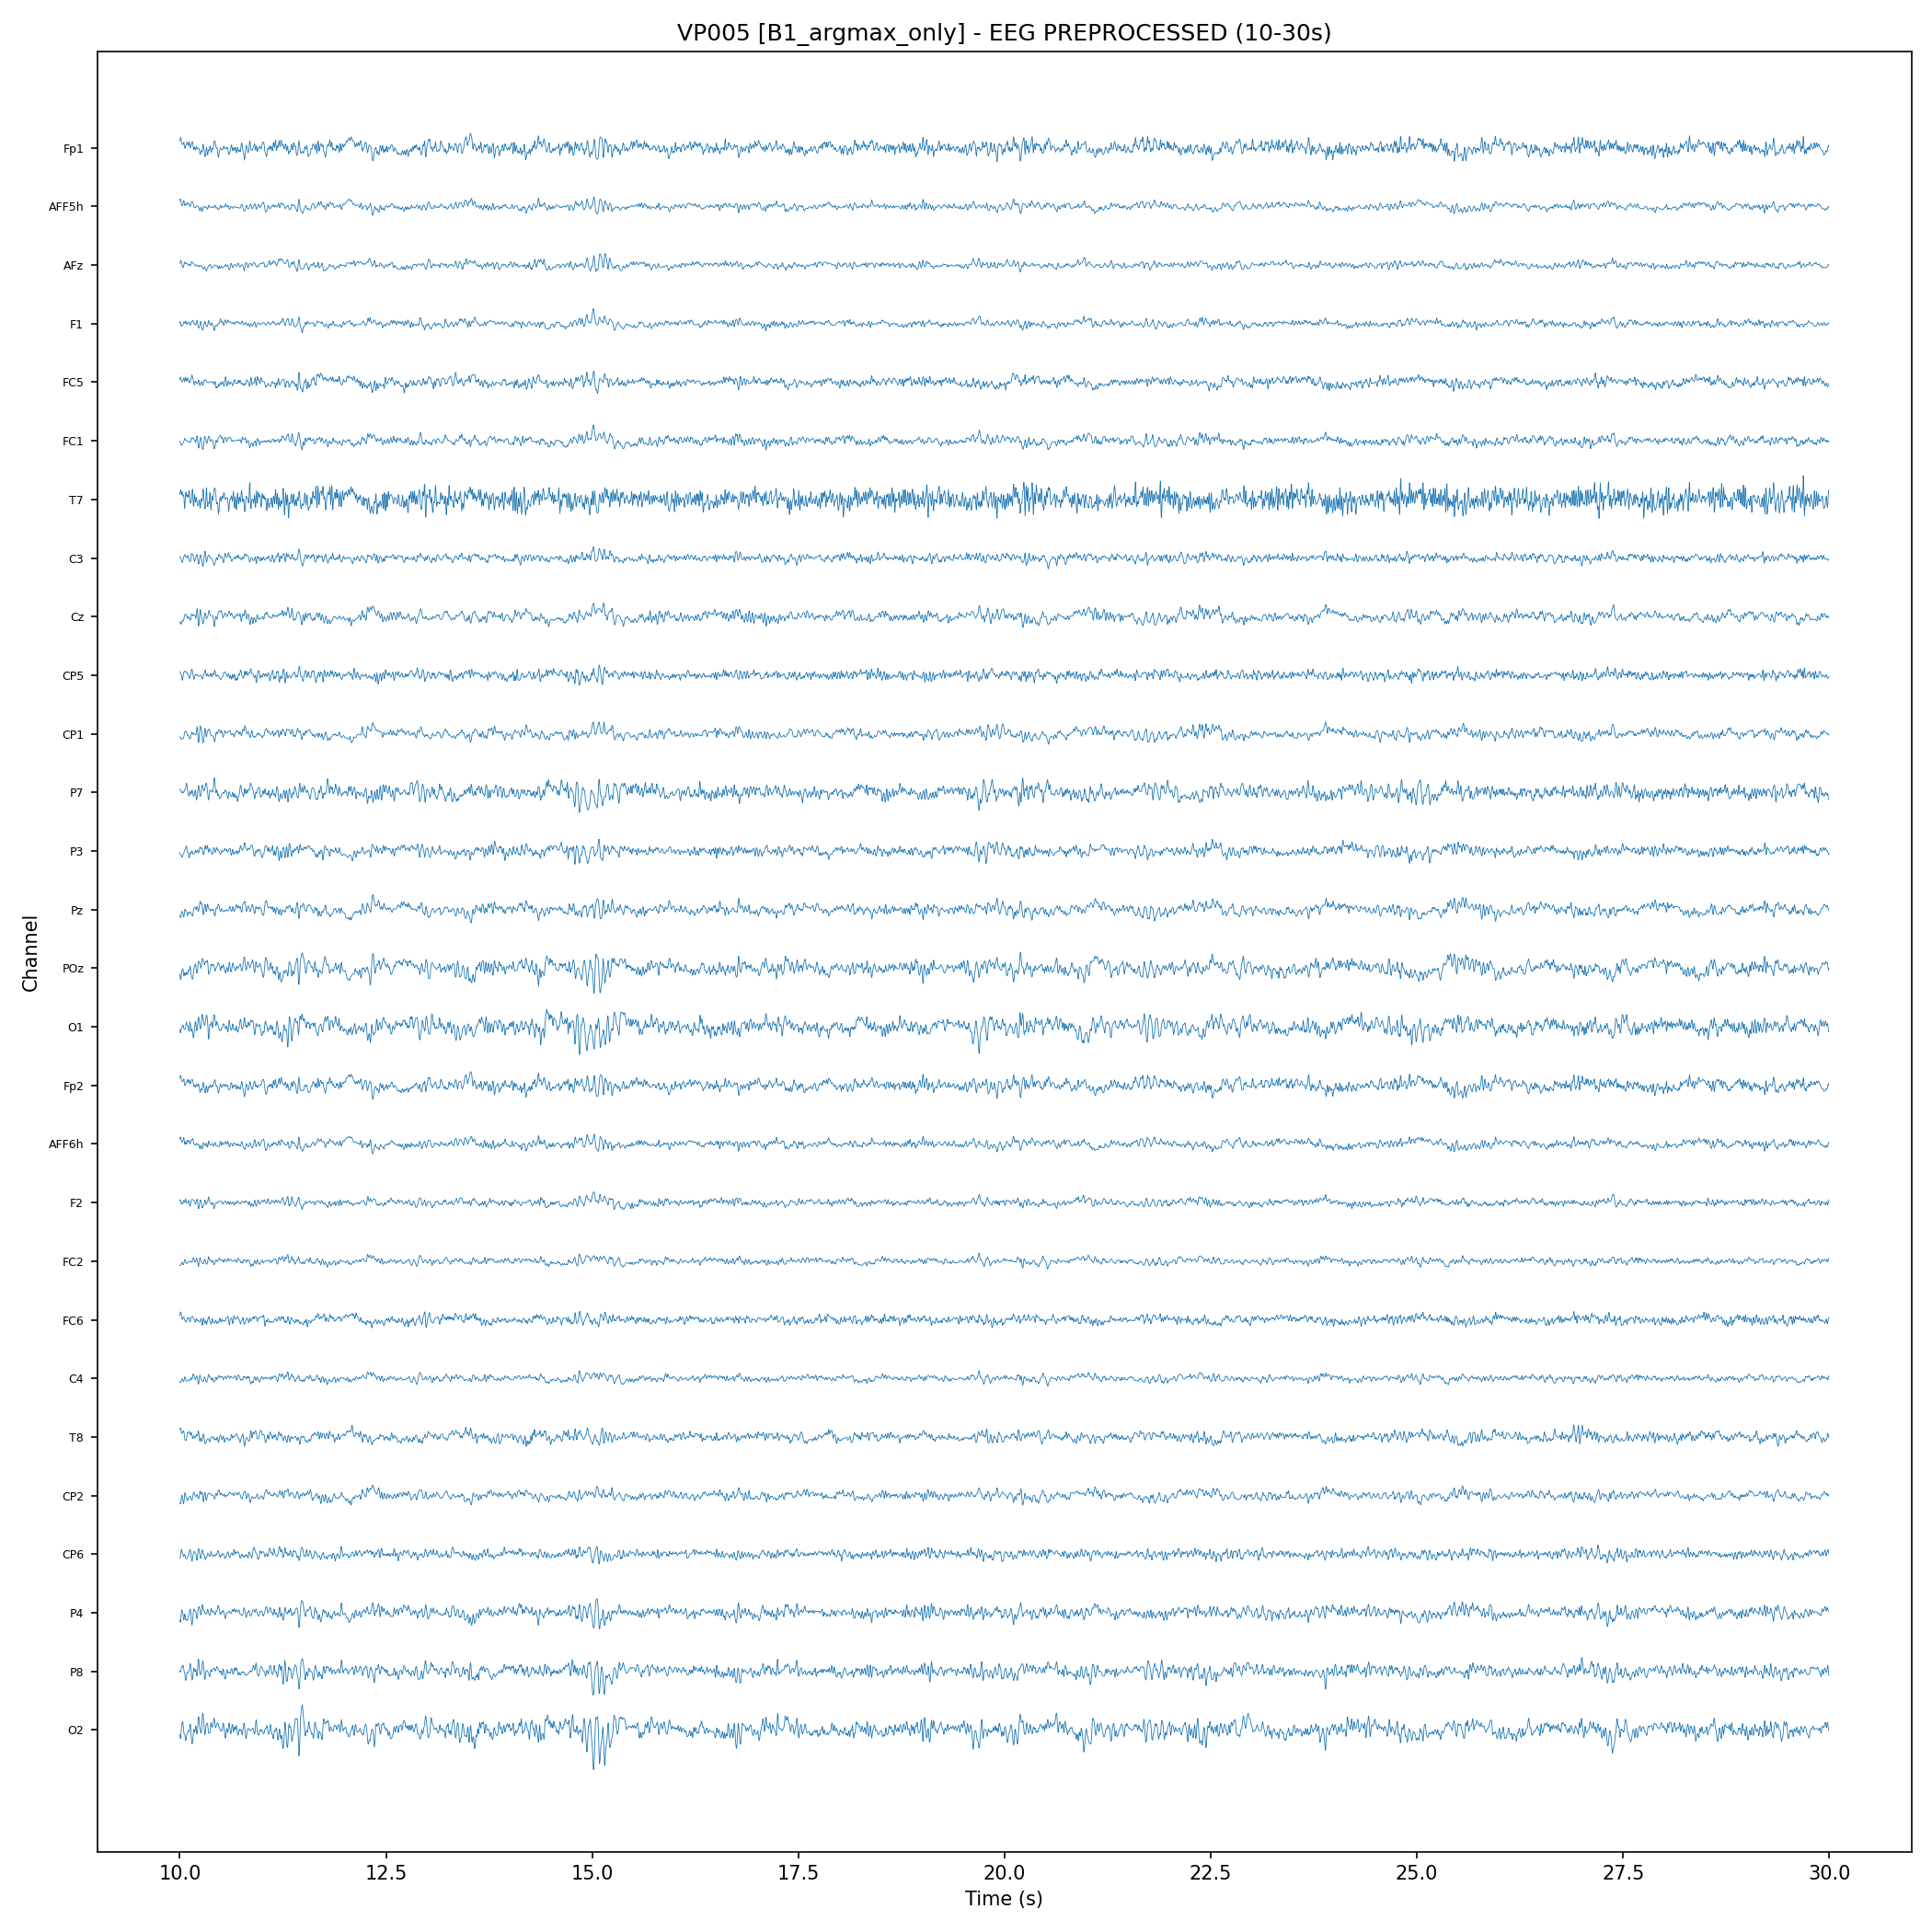 VP005 [B1_argmax_only] - EEG PREPROCESSED (10-30s)
Channel
Fp1
AFF5h
AFz
F1
FC5
FC1
T7
C3
Cz
CP5
CP1
P7
P3
Pz
POz
O1
Fp2
AFF6h
F2
FC2
FC6
C4
T8
CP2
CP6
P4
P8
O2
10.0 12.5 15.0 17.5 20.0 22.5 25.0 27.5 30.0
Time (s)